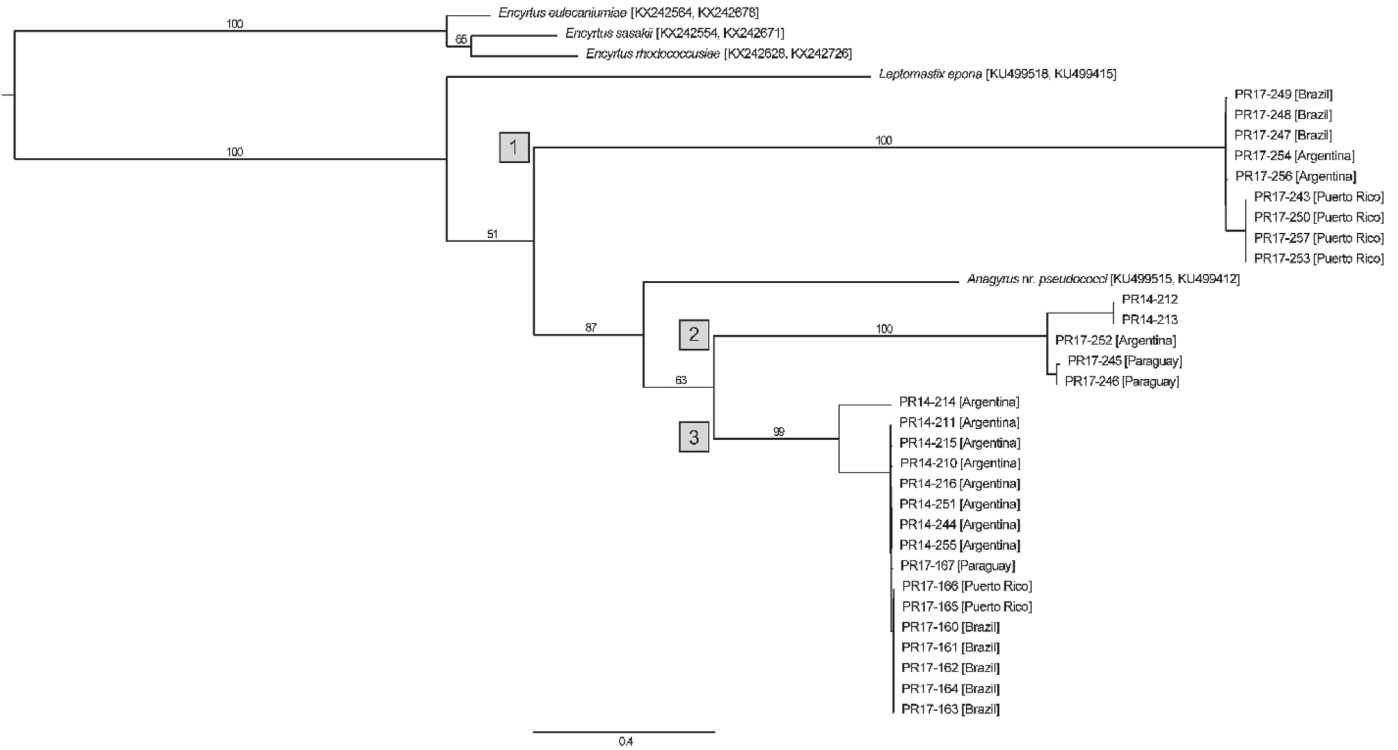 Encyrtus eulecaniumiae [KX242564, KX242678]
100
Encyrtus sasakii [KX242554, KX242671]
65
Encyrtus rhodococcusiae [KX242628, KX242726]
Leptomastix epona [KU499518, KU499415]
PR17-249 [Brazil]
PR17-248 [Brazil]
PR17-247 [Brazil]
1
100
100
PR17-254 [Argentina]
PR17-256 [Argentina]
PR17-243 [Puerto Rico]
PR17-250 [Puerto Rico]
51
PR17-257 [Puerto Rico]
PR17-253 [Puerto Rico]
Anagyrus nr. pseudococci [KU499515, KU499412]
PR14-212
PR14-213
87
2
100
PR17-252 [Argentina]
PR17-245 [Paraguay]
63
PR17-246 [Paraguay]
PR14-214 [Argentina]
PR14-211 [Argentina]
3
99
PR14-215 [Argentina]
PR14-210 [Argentina]
PR14-216 [Argentina]
PR14-251 [Argentina]
PR14-244 [Argentina]
PR14-255 [Argentina]
PR17-167 [Paraguay]
PR17-166 [Puerto Rico]
PR17-165 [Puerto Rico]
PR17-160 [Brazil]
PR17-161 [Brazil]
PR17-162 [Brazil]
PR17-164 [Brazil]
PR17-163 [Brazil]
0.4